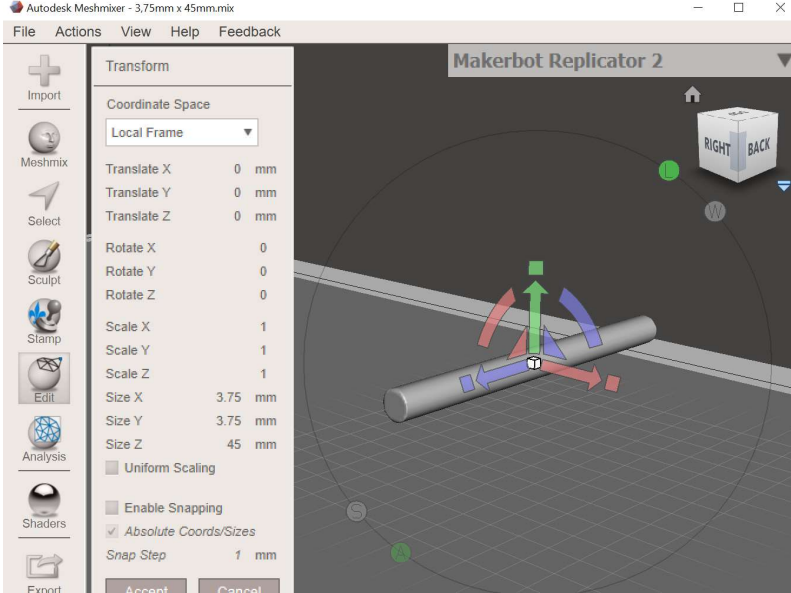 Autodesk Meshmixer - 3,75mm x 45mm.mix
File Actions View Help Feedback
Import
Meshmix
Select
Sculpt
Stamp
Edit
Analysis
Shaders
Export
Transform
Coordinate Space
Local Frame
Translate X 0 mm
Translate Y 0 mm
Translate Z 0 mm
Rotate X 0
Rotate Y 0
Rotate Z 0
Scale X 1
Scale Y 1
Scale Z 1
Size X 3.75 mm
Size Y 3.75 mm
Size Z 45 mm
Uniform Scaling
Enable Snapping
Absolute Coords/Sizes
Snap Step 1 mm
Accept Cancel
Makerbot Replicator 2
RIGHT BACK
L
W
S
A